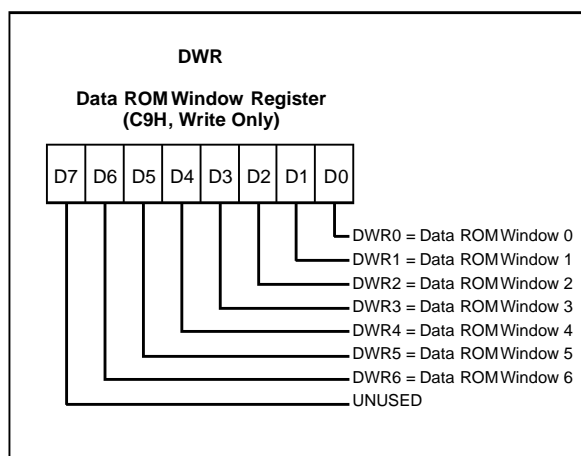 DWR
Data ROM Window Register
(C9H, Write Only)
D7 D6 D5 D4 D3 D2 D1 D0
DWR0 = Data ROM Window 0
DWR1 = Data ROM Window 1
DWR2 = Data ROM Window 2
DWR3 = Data ROM Window 3
DWR4 = Data ROM Window 4
DWR5 = Data ROM Window 5
DWR6 = Data ROM Window 6
UNUSED